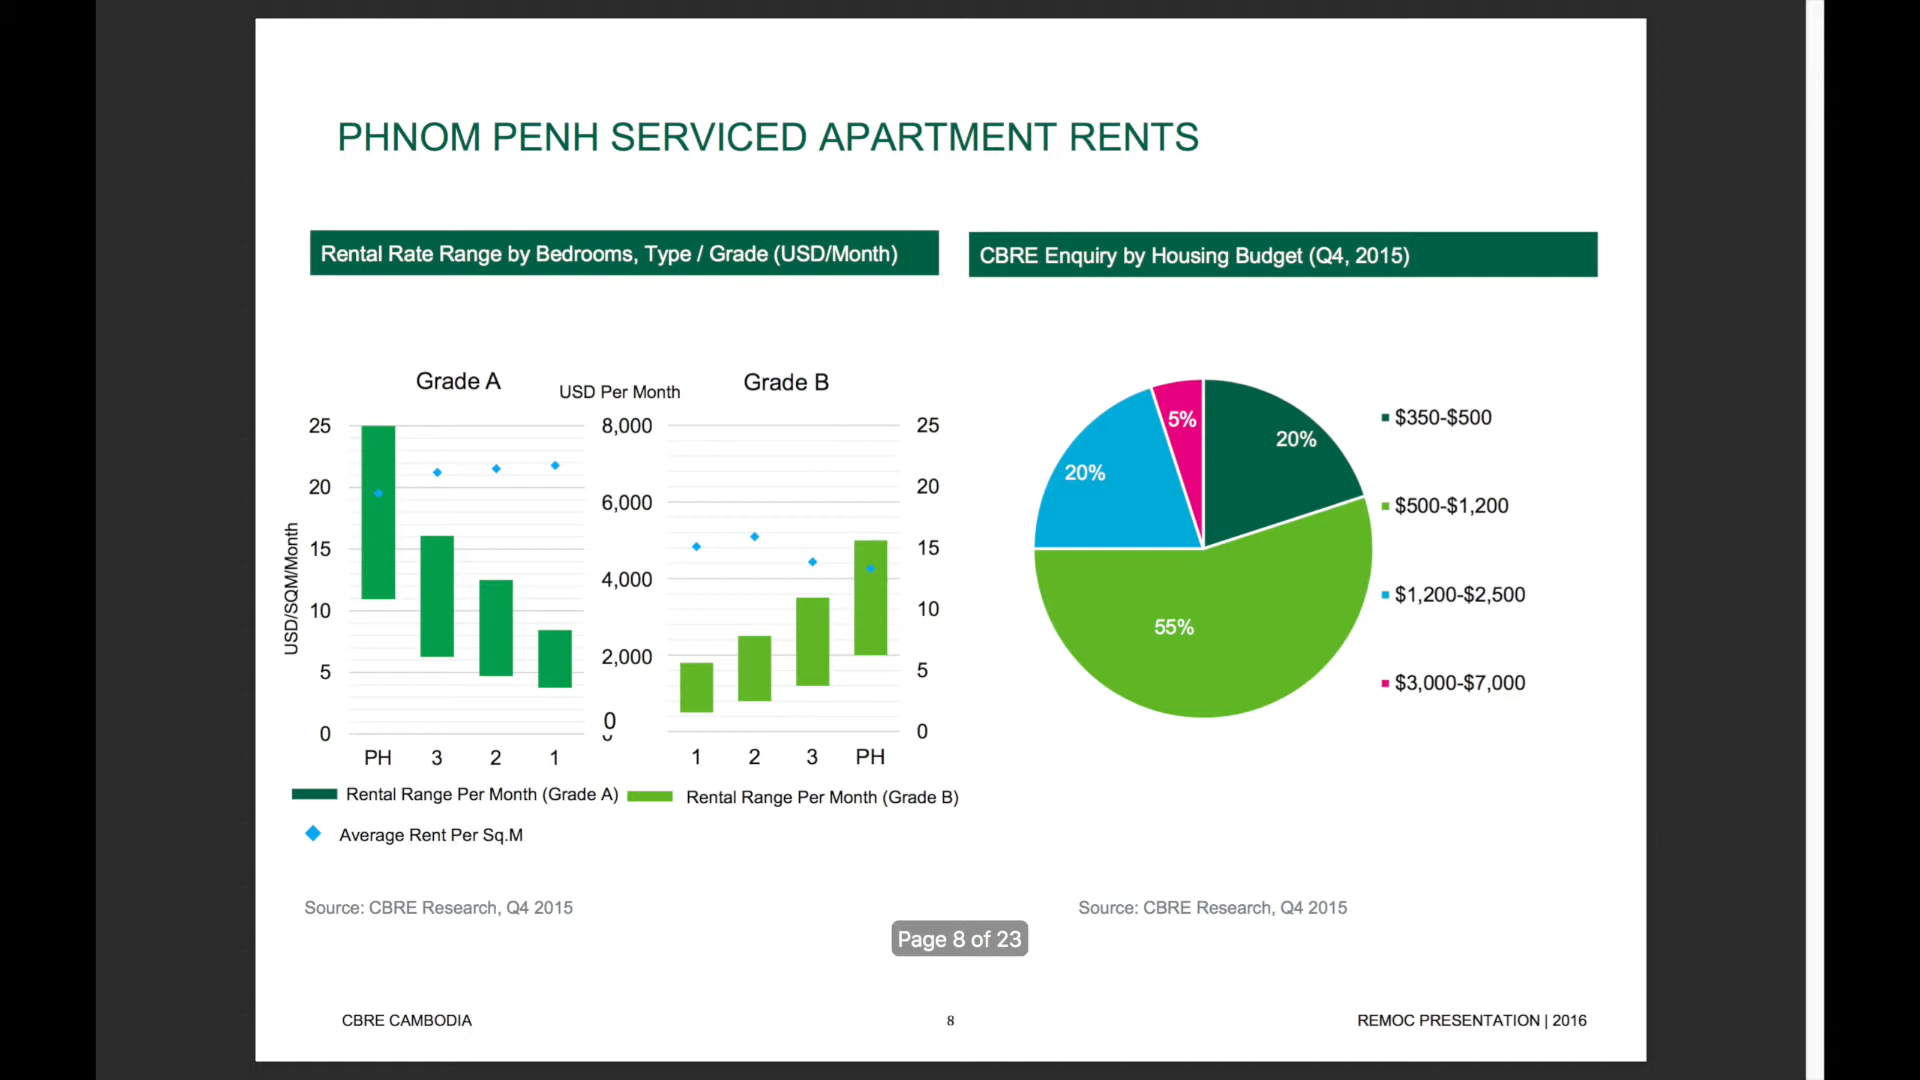 PHNOM PENH SERVICED APARTMENT RENTS
Rental Rate Range by Bedrooms, Type / Grade (USD/Month)
CBRE Enquiry by Housing Budget (Q4, 2015)
Grade A
USD Per Month
Grade B
USD/SQM/Month
25
20
15
10
5
0
8,000
6,000
4,000
2,000
0
25
20
15
10
5
0
PH 3 2 1
1 2 3 PH
Rental Range Per Month (Grade A)
Rental Range Per Month (Grade B)
Average Rent Per Sq.M
5%
20%
20%
55%
$350-$500
$500-$1,200
$1,200-$2,500
$3,000-$7,000
Source: CBRE Research, Q4 2015
Source: CBRE Research, Q4 2015
Page 8 of 23
CBRE CAMBODIA
8
REMOC PRESENTATION | 2016